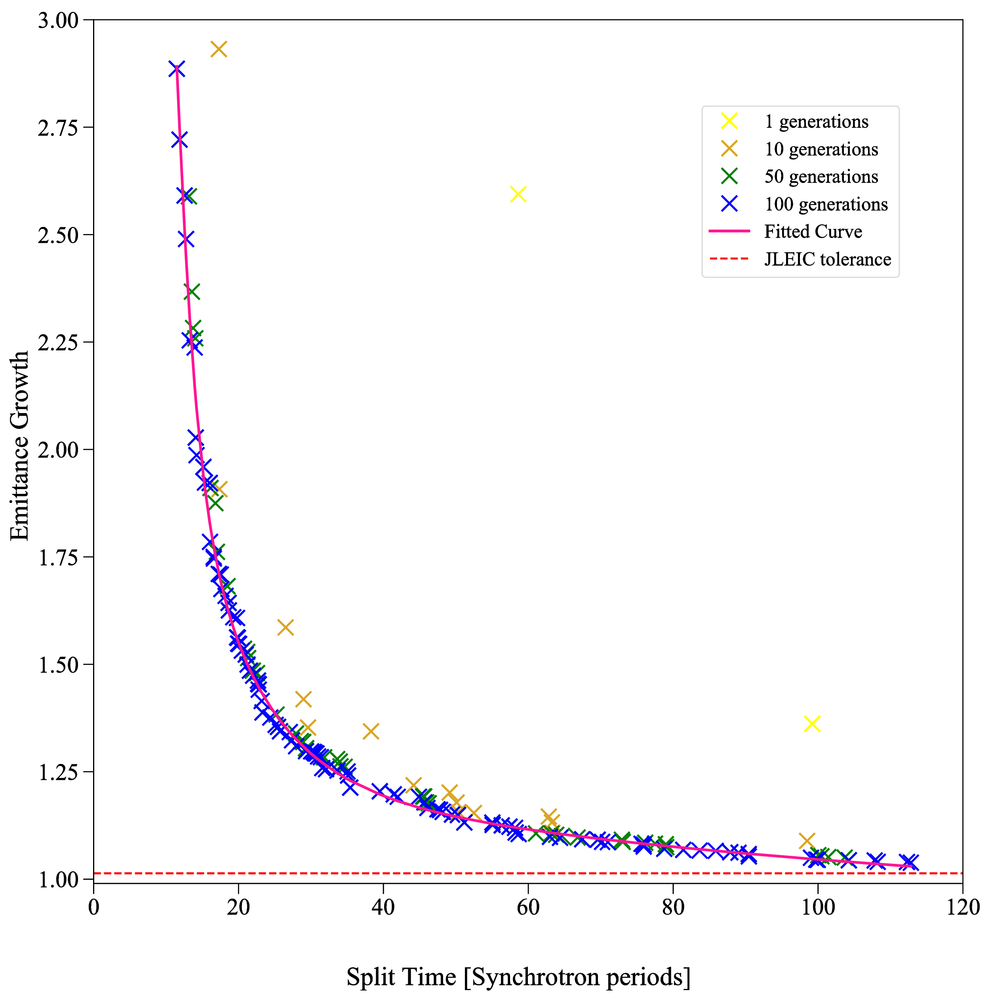 3.00
2.75
2.50
2.25
2.00
1.75
1.50
1.25
1.00
Emittance Growth
1 generations
10 generations
50 generations
100 generations
Fitted Curve
JLEIC tolerance
0 20 40 60 80 100 120
Split Time [Synchrotron periods]